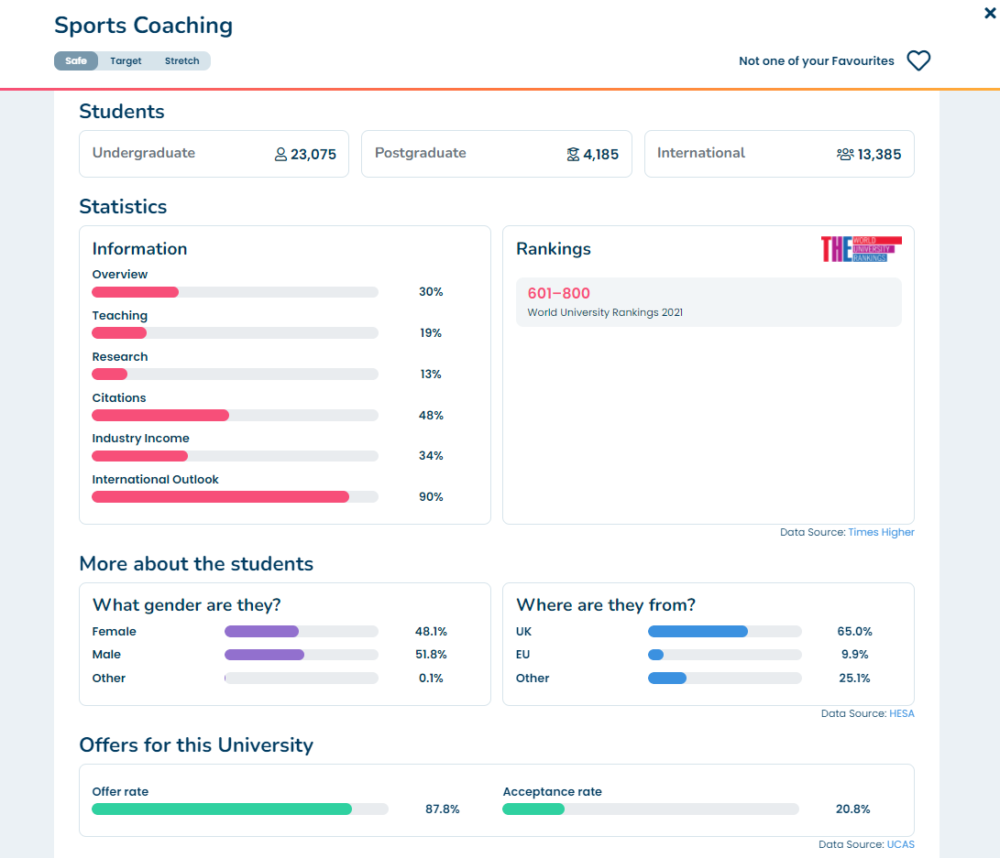 Sports Coaching
Safe Target Stretch
Not one of your Favourites
Students
Undergraduate 23,075
Postgraduate 4,185
International 13,385
Statistics
Information
Overview
30%
Teaching
19%
Research
13%
Citations
48%
Industry Income
34%
International Outlook
90%
Rankings
THE WORLD UNIVERSITY RANKINGS
601–800
World University Rankings 2021
Data Source: Times Higher
More about the students
What gender are they?
Female 48.1%
Male 51.8%
Other 0.1%
Where are they from?
UK 65.0%
EU 9.9%
Other 25.1%
Data Source: HESA
Offers for this University
Offer rate
87.8%
Acceptance rate
20.8%
Data Source: UCAS